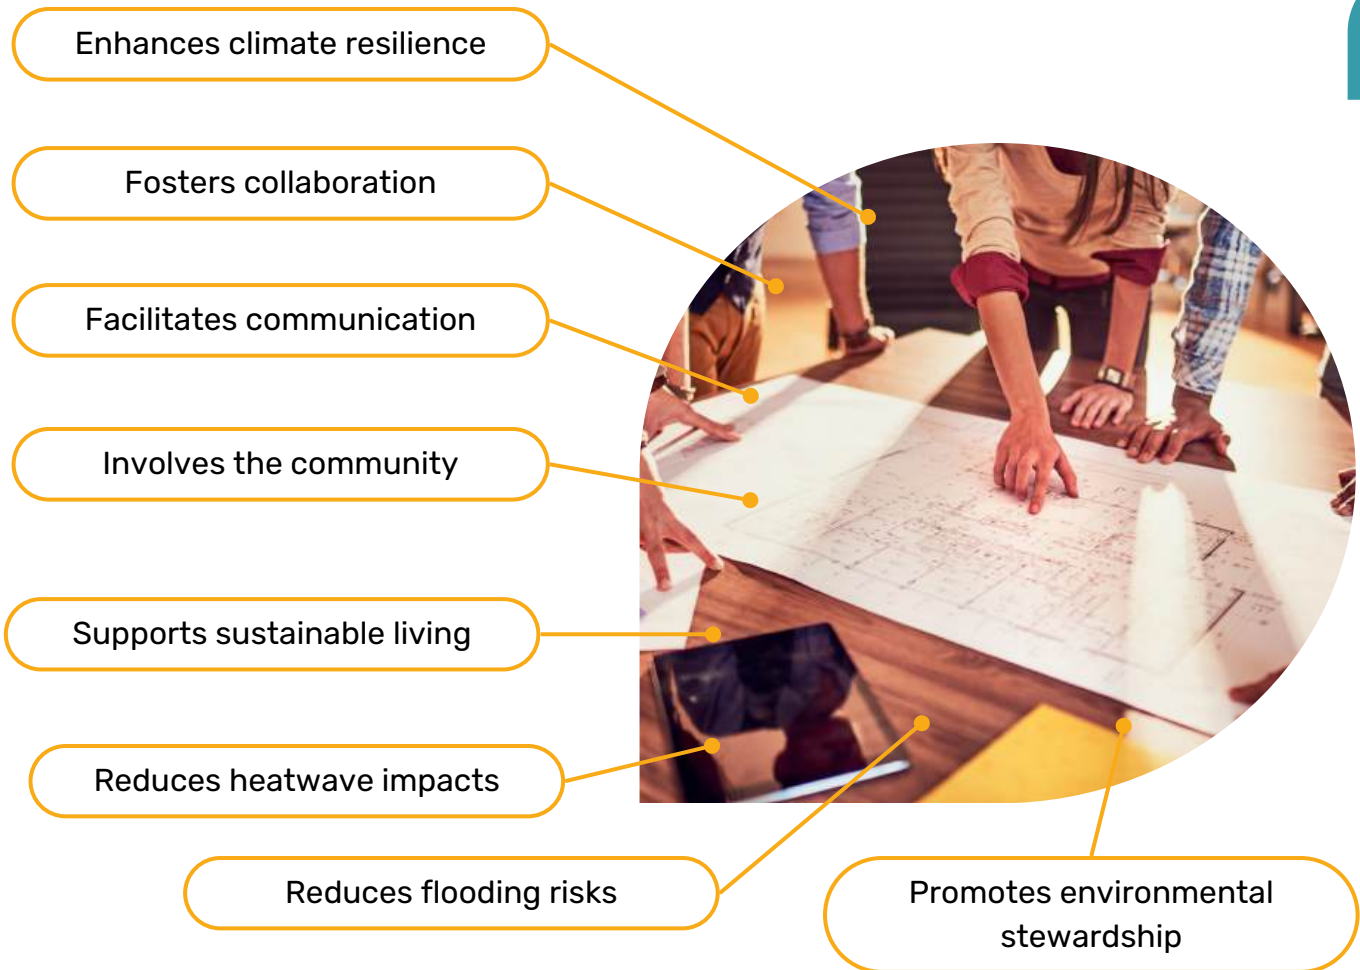 Enhances climate resilience
Fosters collaboration
Facilitates communication
Involves the community
Supports sustainable living
Reduces heatwave impacts
Reduces flooding risks
Promotes environmental
stewardship